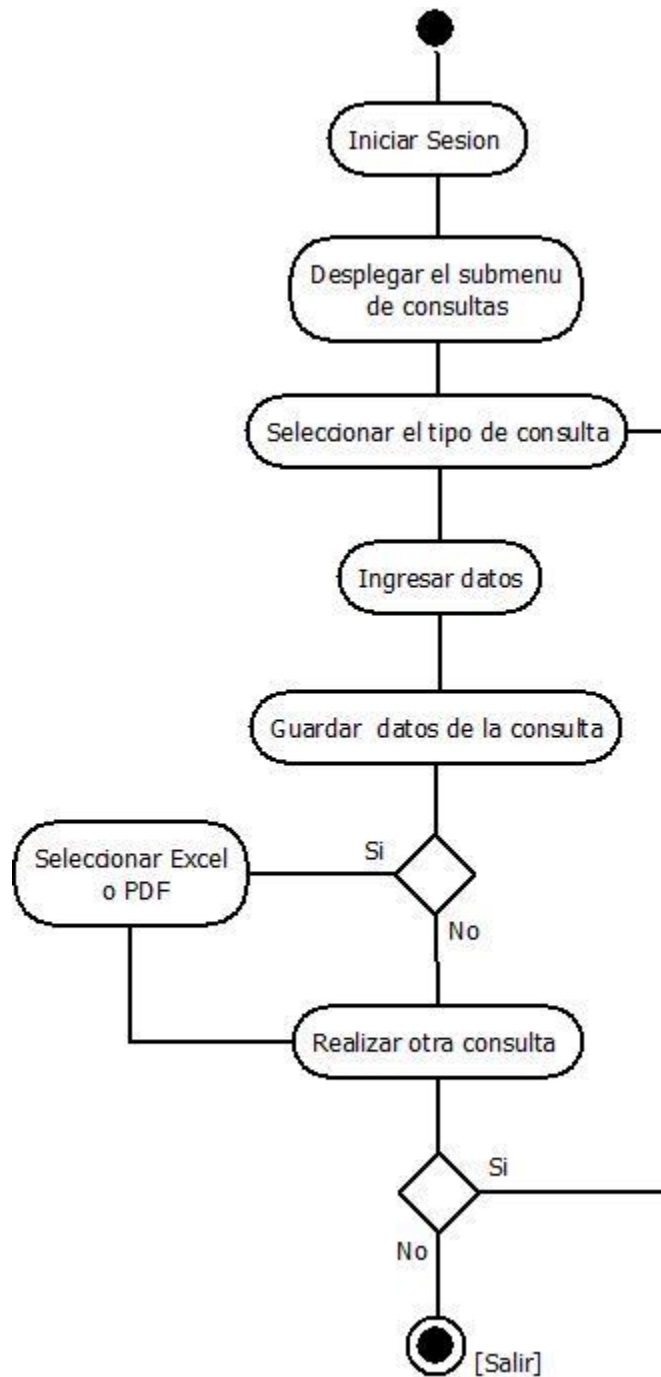 Iniciar Sesion
Desplegar el submenu
de consultas
Seleccionar el tipo de consulta
Ingresar datos
Guardar datos de la consulta
Si
Seleccionar Excel
o PDF
No
Realizar otra consulta
Si
No
[Salir]